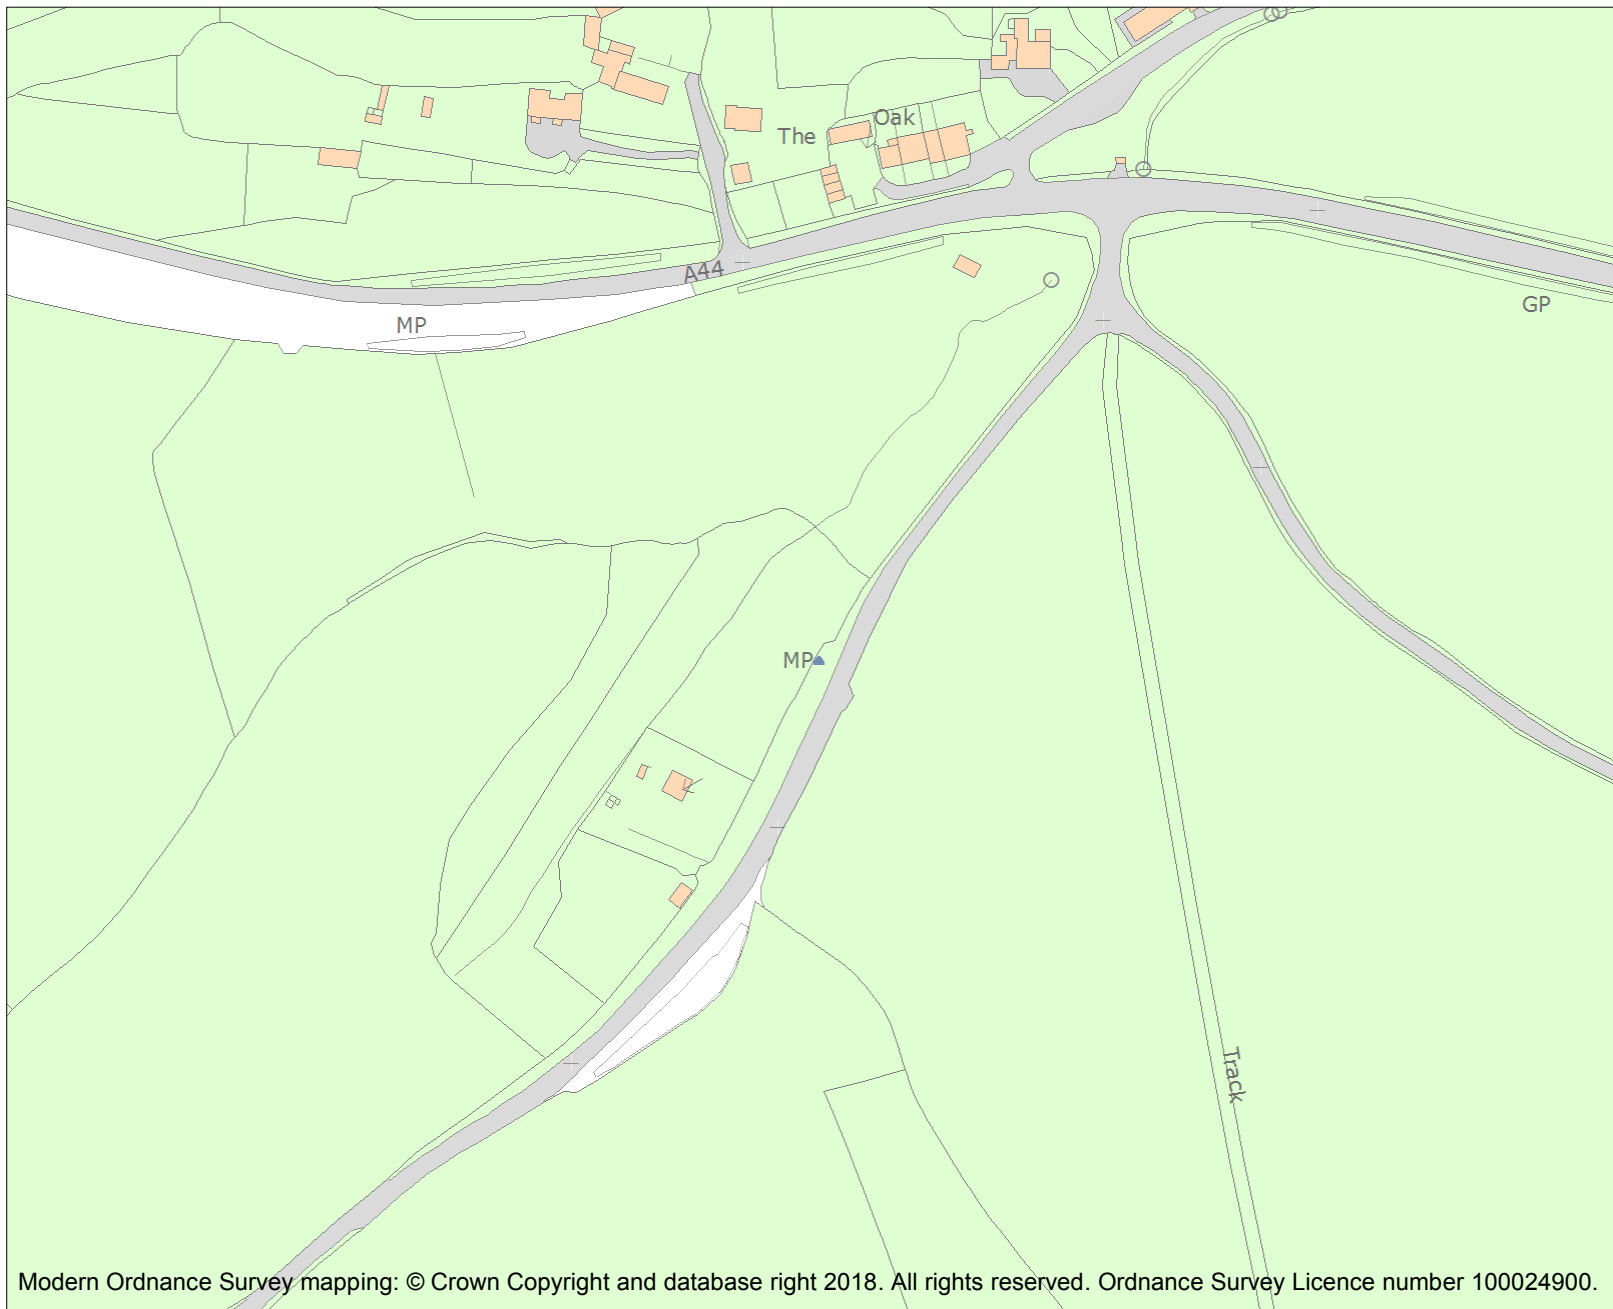 The Oak
A44
MP
GP
MP
Track
Modern Ordnance Survey mapping: © Crown Copyright and database right 2018. All rights reserved. Ordnance Survey Licence number 100024900.